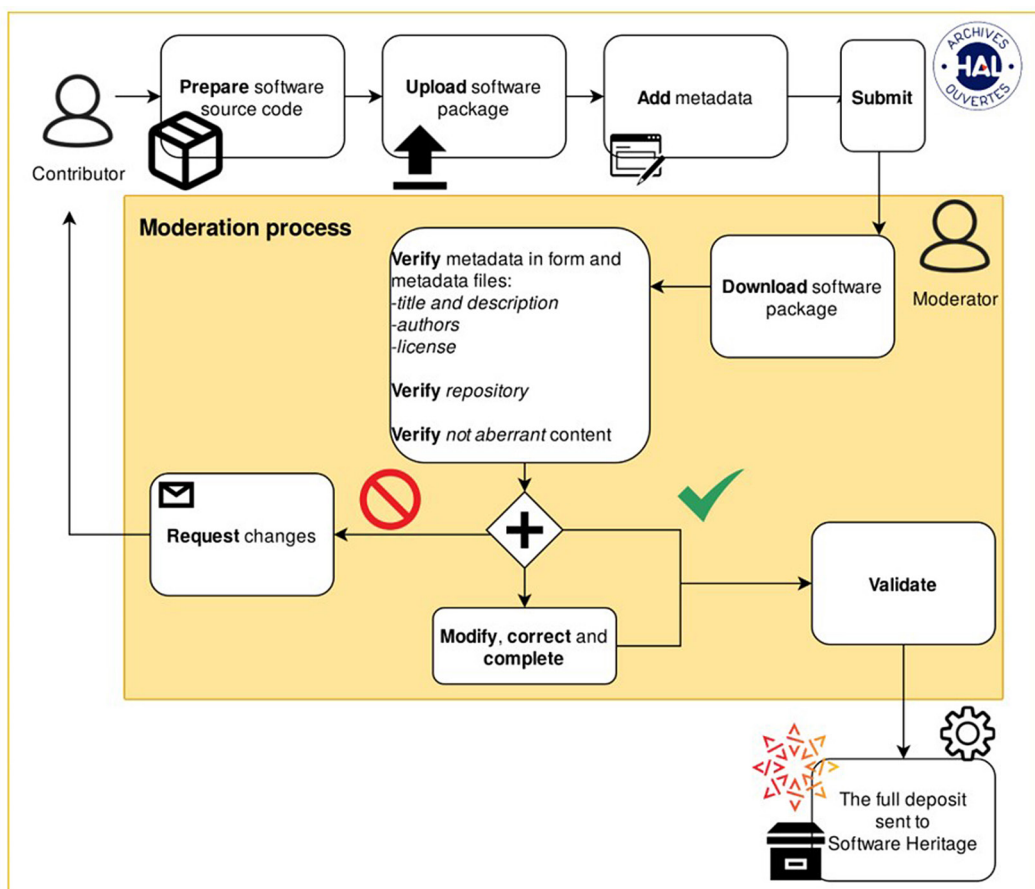 Prepare software
source code
Upload software
package
Add metadata
Submit
ARCHIVES
HAL
OUVERTES
Contributor
Moderation process
Verify metadata in form and
metadata files:
-title and description
-authors
-license
Verify repository
Verify not aberrant content
Download software
package
Moderator
Request changes
Modify, correct and
complete
Validate
The full deposit
sent to
Software Heritage